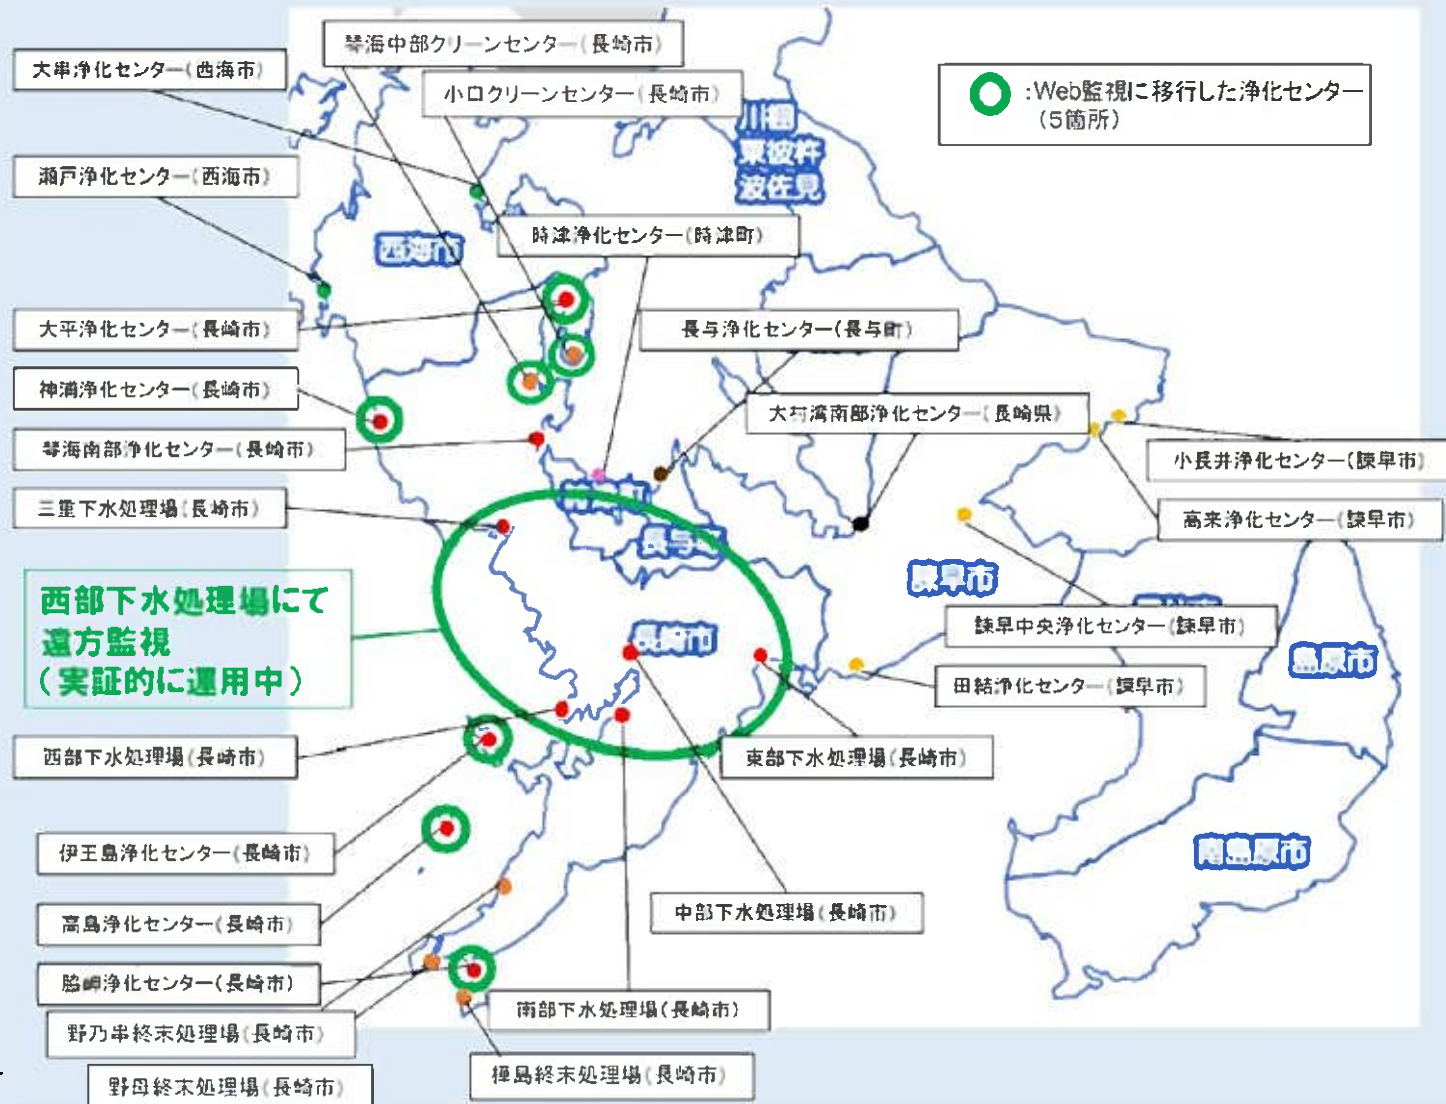 琴海中部クリーンセンター(長崎市)
大串浄化センター(西海市)
小口クリーンセンター(長崎市)
:Web監視に移行した浄化センター
(5箇所)
川棚
東彼杵
波佐見
瀬戸浄化センター(西海市)
時津浄化センター(時津町)
西海市
大平浄化センター(長崎市)
長与浄化センター(長与町)
神浦浄化センター(長崎市)
大村湾南部浄化センター(長崎県)
琴海南部浄化センター(長崎市)
小長井浄化センター(諫早市)
三重下水処理場(長崎市)
高来浄化センター(諫早市)
時津町
長与町
諫早市
西部下水処理場にて
遠方監視
(実証的に運用中)
長崎市
諫早中央浄化センター(諫早市)
島原市
田結浄化センター(諫早市)
西部下水処理場(長崎市)
東部下水処理場(長崎市)
伊王島浄化センター(長崎市)
南島原市
高島浄化センター(長崎市)
中部下水処理場(長崎市)
脇岬浄化センター(長崎市)
南部下水処理場(長崎市)
野乃串終末処理場(長崎市)
野母終末処理場(長崎市)
樺島終末処理場(長崎市)